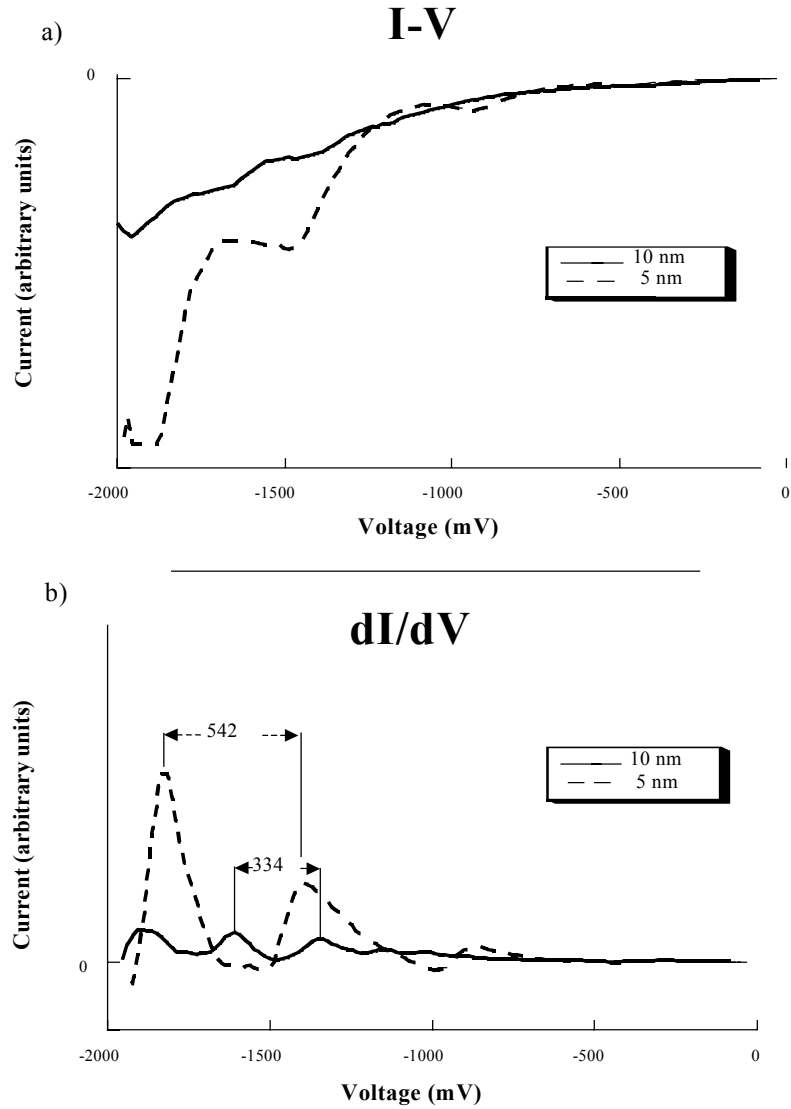 a)
I-V
0
Current (arbitrary units)
10 nm
5 nm
-2000 -1500 -1000 -500 0
Voltage (mV)
b)
dI/dV
Current (arbitrary units)
542
334
10 nm
5 nm
0
-2000 -1500 -1000 -500 0
Voltage (mV)